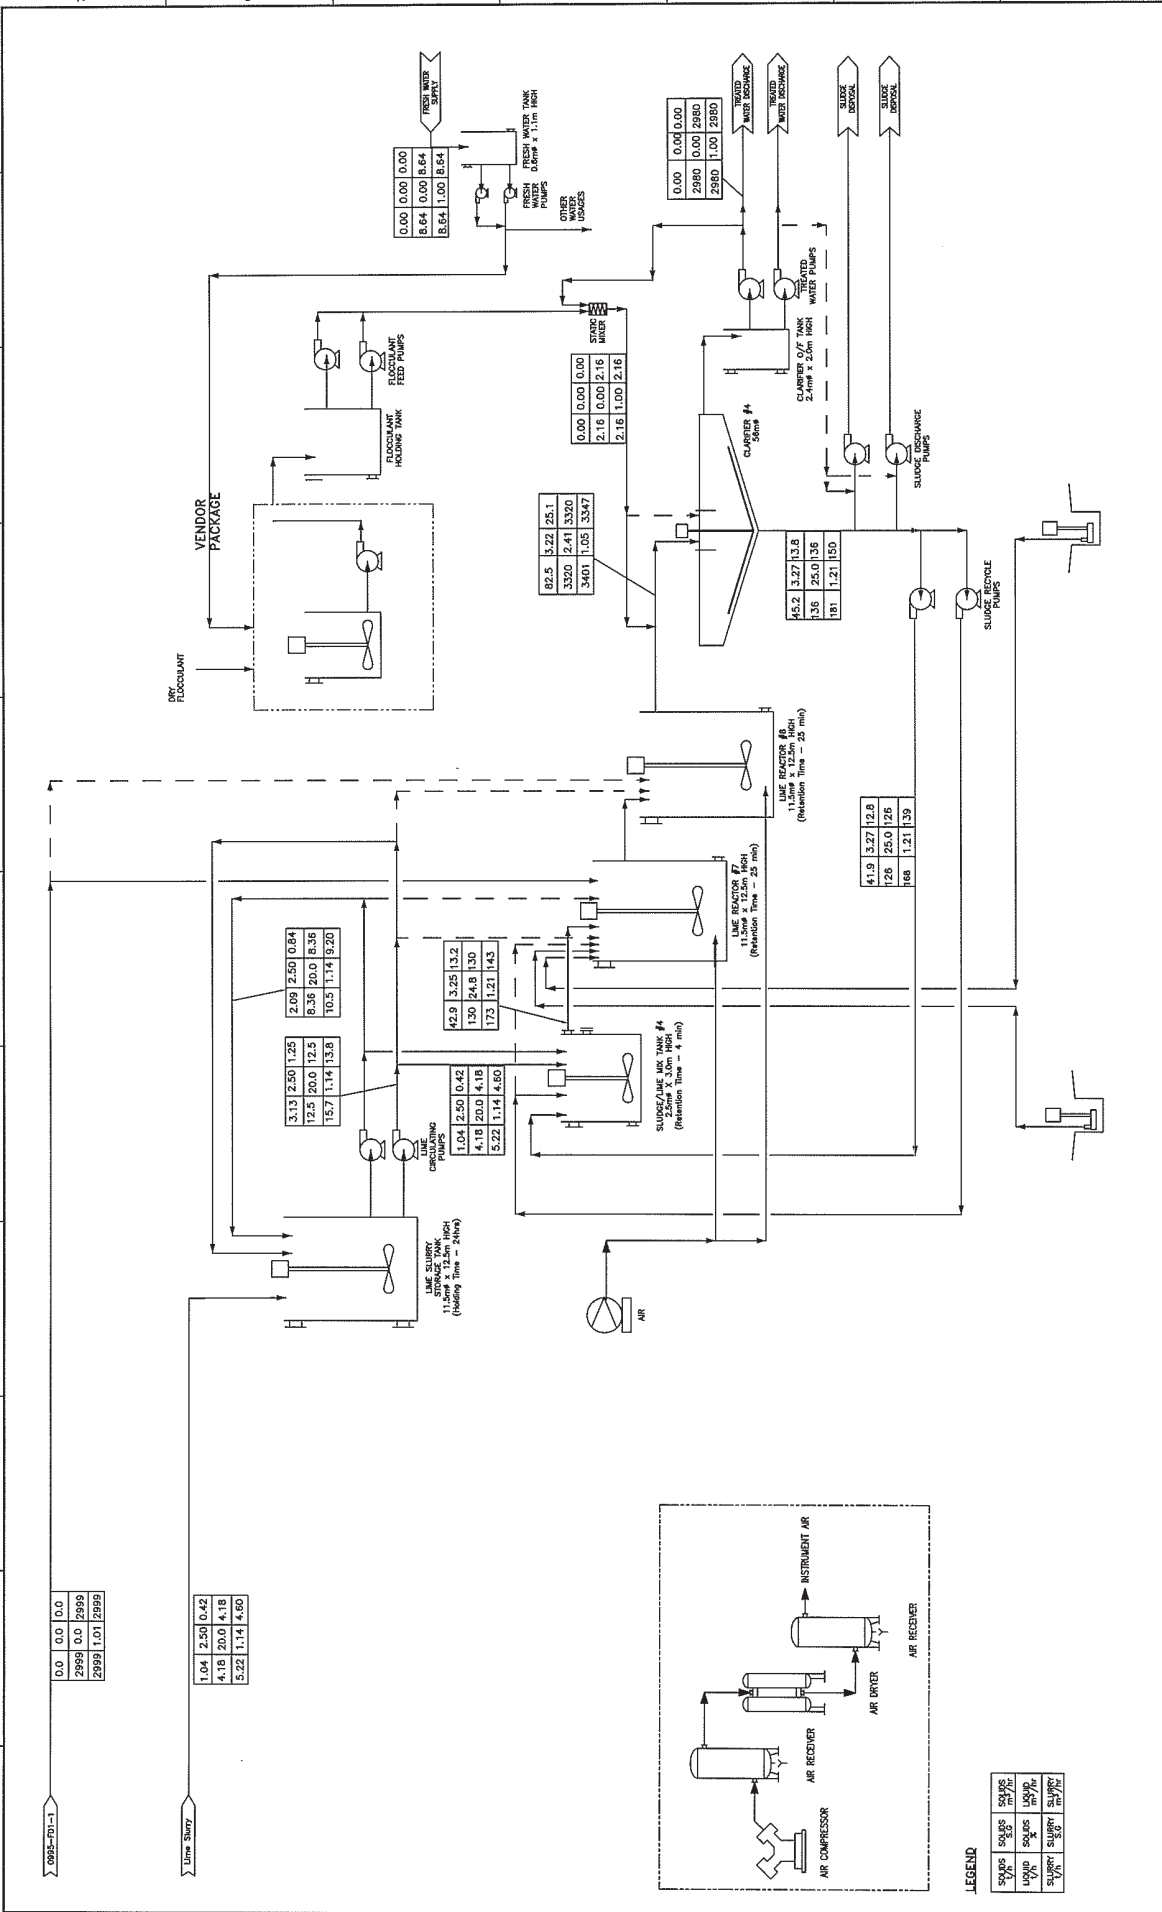 0995-F01-1
0.0 0.0 0.0
2999 0.0 2999
2999 1.01 2999
Lime Slurry
1.04 2.50 0.42
4.18 20.0 4.18
5.22 1.14 4.60
LIME SLURRY
STORAGE TANK
11.5mø x 12.5m HIGH
(Holding Time - 24hrs)
LIME
CIRCULATING
PUMPS
3.13 2.50 1.25
12.5 20.0 12.5
15.7 1.14 13.8
2.09 2.50 0.84
8.36 20.0 8.36
10.5 1.14 9.20
1.04 2.50 0.42
4.18 20.0 4.18
5.22 1.14 4.60
42.9 3.25 13.2
130 24.8 130
173 1.21 143
SLUDGE/LIME MIX TANK #4
2.5mø X 3.0m HIGH
(Retention Time - 4 min)
LIME REACTOR #7
11.5mø x 12.5m HIGH
(Retention Time - 25 min)
LIME REACTOR #8
11.5mø x 12.5m HIGH
(Retention Time - 25 min)
AIR
DRY
FLOCCULANT
VENDOR
PACKAGE
FLOCCULANT
HOLDING TANK
FLOCCULANT
FEED PUMPS
FRESH WATER
SUPPLY
0.00 0.00 0.00
8.64 0.00 8.64
8.64 1.00 8.64
FRESH WATER TANK
0.6mø x 1.1m HIGH
FRESH
WATER
PUMPS
OTHER
WATER
USAGES
STATIC
MIXER
0.00 0.00 0.00
2.16 0.00 2.16
2.16 1.00 2.16
82.5 3.22 25.1
3320 2.41 3320
3401 1.05 3347
CLARIFIER #4
56mø
CLARIFIER O/F TANK
2.4mø x 2.0m HIGH
TREATED
WATER PUMPS
0.00 0.00 0.00
2980 0.00 2980
2980 1.00 2980
TREATED
WATER DISCHARGE
TREATED
WATER DISCHARGE
SLUDGE
DISPOSAL
SLUDGE
DISPOSAL
SLUDGE DISCHARGE
PUMPS
45.2 3.27 13.8
136 25.0 136
181 1.21 150
SLUDGE RECYCLE
PUMPS
41.9 3.27 12.8
126 25.0 126
168 1.21 139
AIR COMPRESSOR
AIR RECEIVER
AIR DRYER
AIR RECEIVER
INSTRUMENT AIR
LEGEND
SOLIDS t/h SOLIDS S.G SOLIDS m³/hr
LIQUID t/h SOLIDS % LIQUID m³/hr
SLURRY t/h SLURRY S.G SLURRY m³/hr